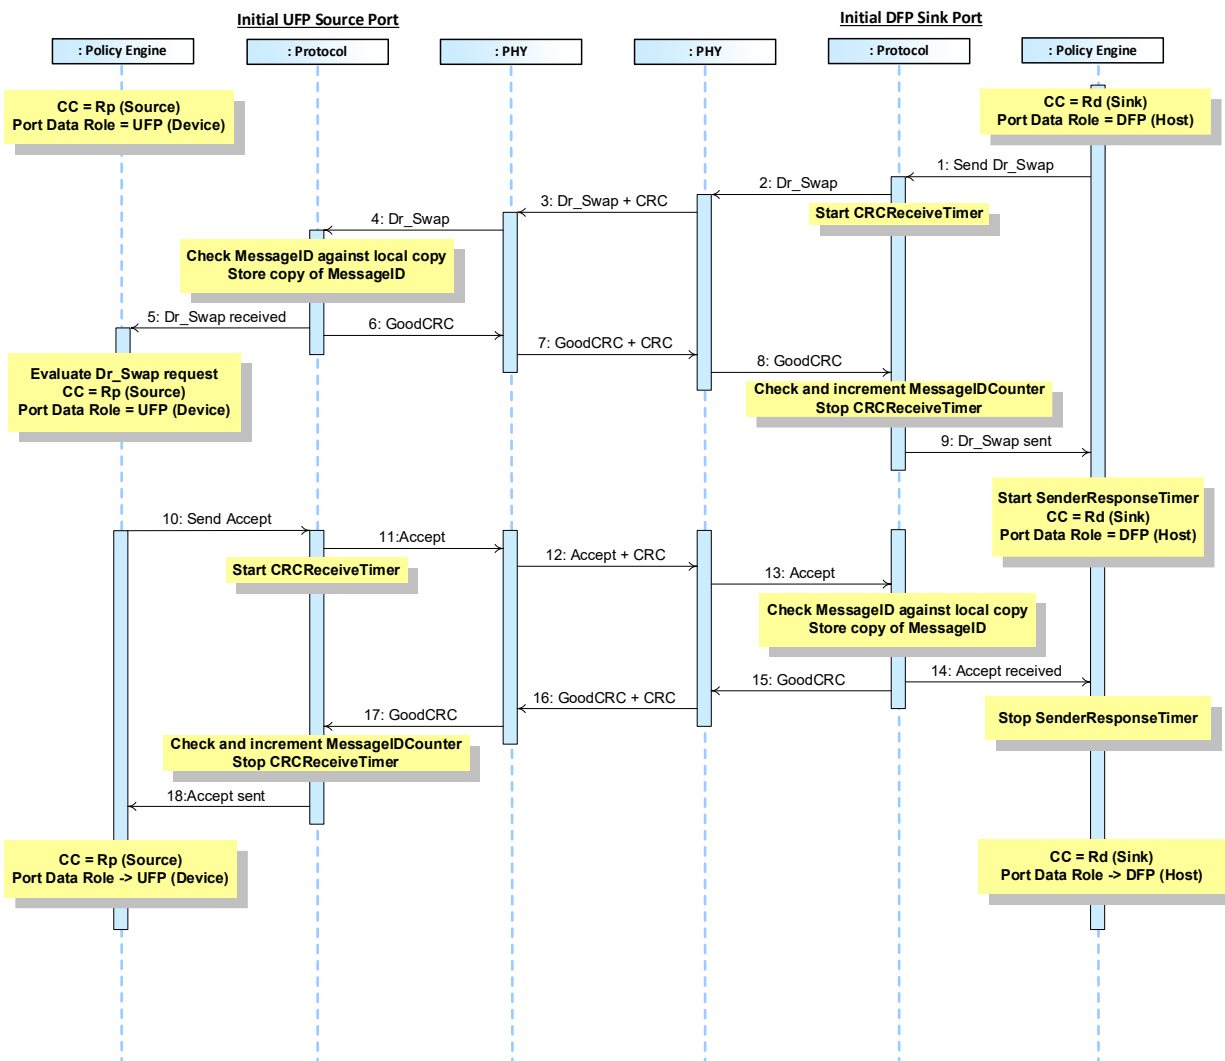 Initial UFP Source Port
Initial DFP Sink Port
: Policy Engine
: Protocol
: PHY
: PHY
: Protocol
: Policy Engine
CC = Rp (Source)
Port Data Role = UFP (Device)
CC = Rd (Sink)
Port Data Role = DFP (Host)
1: Send Dr_Swap
2: Dr_Swap
Start CRCReceiveTimer
3: Dr_Swap + CRC
4: Dr_Swap
Check MessageID against local copy
Store copy of MessageID
5: Dr_Swap received
6: GoodCRC
7: GoodCRC + CRC
8: GoodCRC
Evaluate Dr_Swap request
CC = Rp (Source)
Port Data Role = UFP (Device)
Check and increment MessageIDCounter
Stop CRCReceiveTimer
9: Dr_Swap sent
Start SenderResponseTimer
CC = Rd (Sink)
Port Data Role = DFP (Host)
10: Send Accept
11:Accept
Start CRCReceiveTimer
12: Accept + CRC
13: Accept
Check MessageID against local copy
Store copy of MessageID
14: Accept received
15: GoodCRC
16: GoodCRC + CRC
17: GoodCRC
Stop SenderResponseTimer
Check and increment MessageIDCounter
Stop CRCReceiveTimer
18:Accept sent
CC = Rp (Source)
Port Data Role -> UFP (Device)
CC = Rd (Sink)
Port Data Role -> DFP (Host)